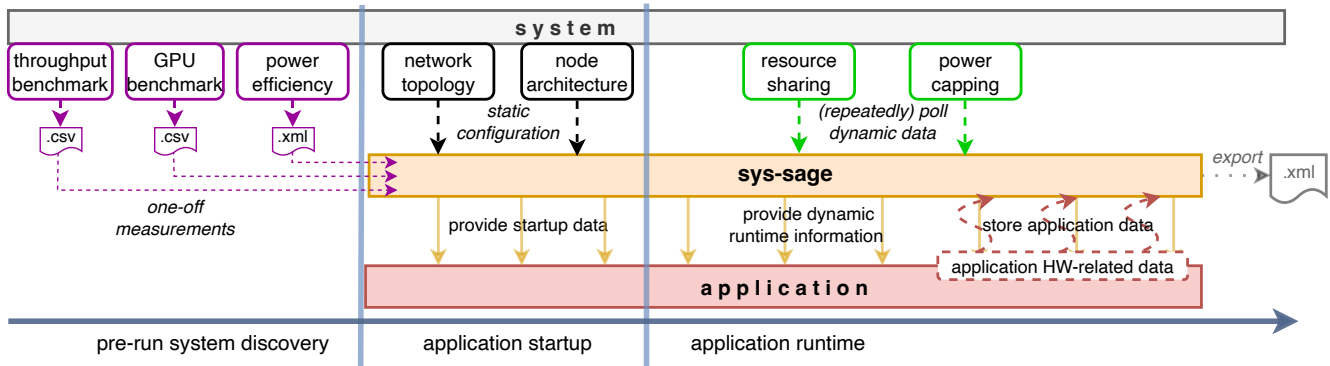 system
throughput
benchmark
GPU
benchmark
power
efficiency
network
topology
node
architecture
resource
sharing
power
capping
static
configuration
(repeatedly) poll
dynamic data
.csv
.csv
.xml
sys-sage
export
.xml
one-off
measurements
provide startup data
provide dynamic
runtime information
store application data
application HW-related data
application
pre-run system discovery
application startup
application runtime